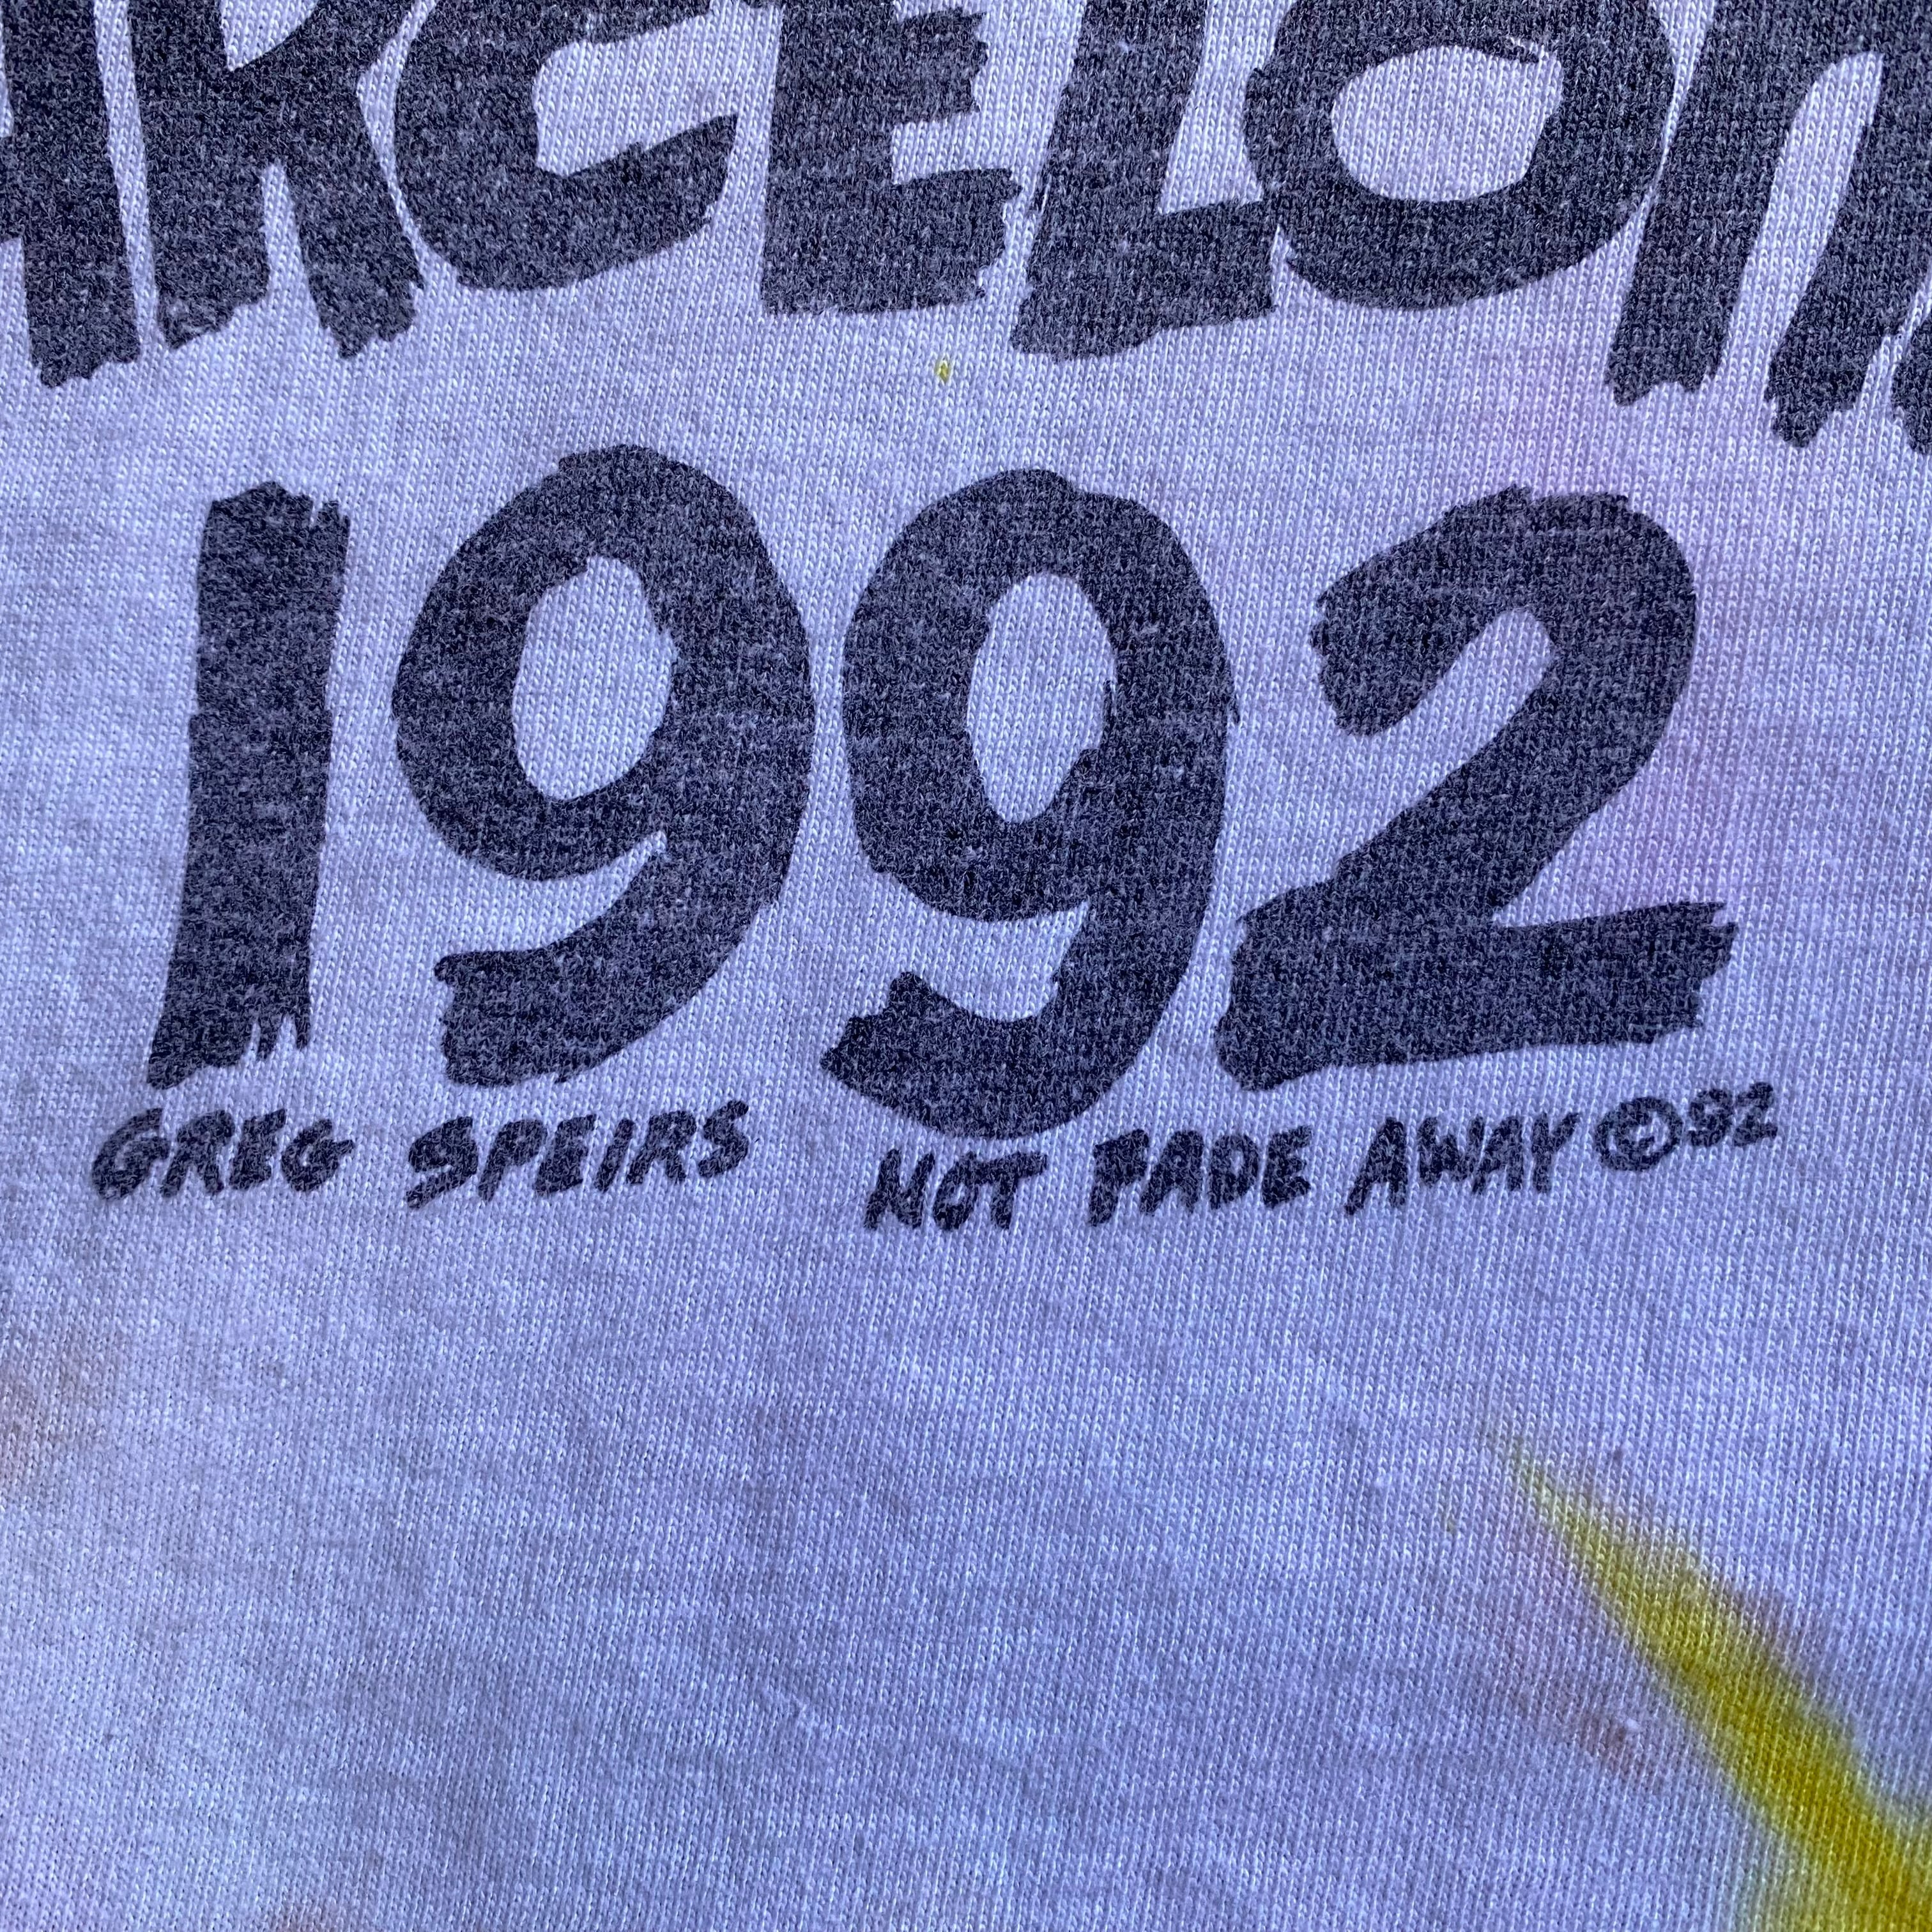 ARCELON
1992
GREG SPEIRS NOT FADE AWAY ©92